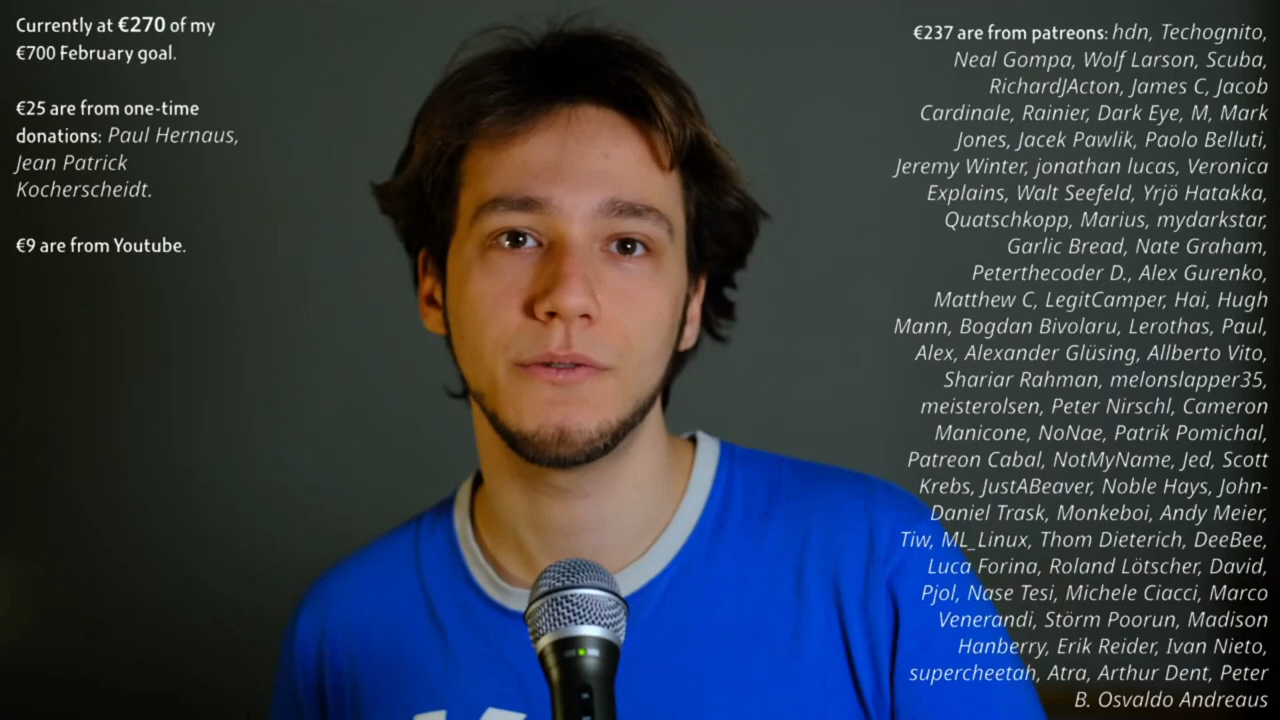 Currently at €270 of my
€700 February goal.
€25 are from one-time
donations: Paul Hernaus,
Jean Patrick
Kocherscheidt.
€9 are from Youtube.
€237 are from patreons: hdn, Techognito,
Neal Gompa, Wolf Larson, Scuba,
RichardJActon, James C, Jacob
Cardinale, Rainier, Dark Eye, M, Mark
Jones, Jacek Pawlik, Paolo Belluti,
Jeremy Winter, jonathan lucas, Veronica
Explains, Walt Seefeld, Yrjö Hatakka,
Quatschkopp, Marius, mydarkstar,
Garlic Bread, Nate Graham,
Peterthecoder D., Alex Gurenko,
Matthew C, LegitCamper, Hai, Hugh
Mann, Bogdan Bivolaru, Lerothas, Paul,
Alex, Alexander Glüsing, Allberto Vito,
Shariar Rahman, melonslapper35,
meisterolsen, Peter Nirschl, Cameron
Manicone, NoNae, Patrik Pomichal,
Patreon Cabal, NotMyName, Jed, Scott
Krebs, JustABeaver, Noble Hays, John-
Daniel Trask, Monkeboi, Andy Meier,
Tiw, ML_Linux, Thom Dieterich, DeeBee,
Luca Forina, Roland Lötscher, David,
Pjol, Nase Tesi, Michele Ciacci, Marco
Venerandi, Störm Poorun, Madison
Hanberry, Erik Reider, Ivan Nieto,
supercheetah, Atra, Arthur Dent, Peter
B. Osvaldo Andreaus